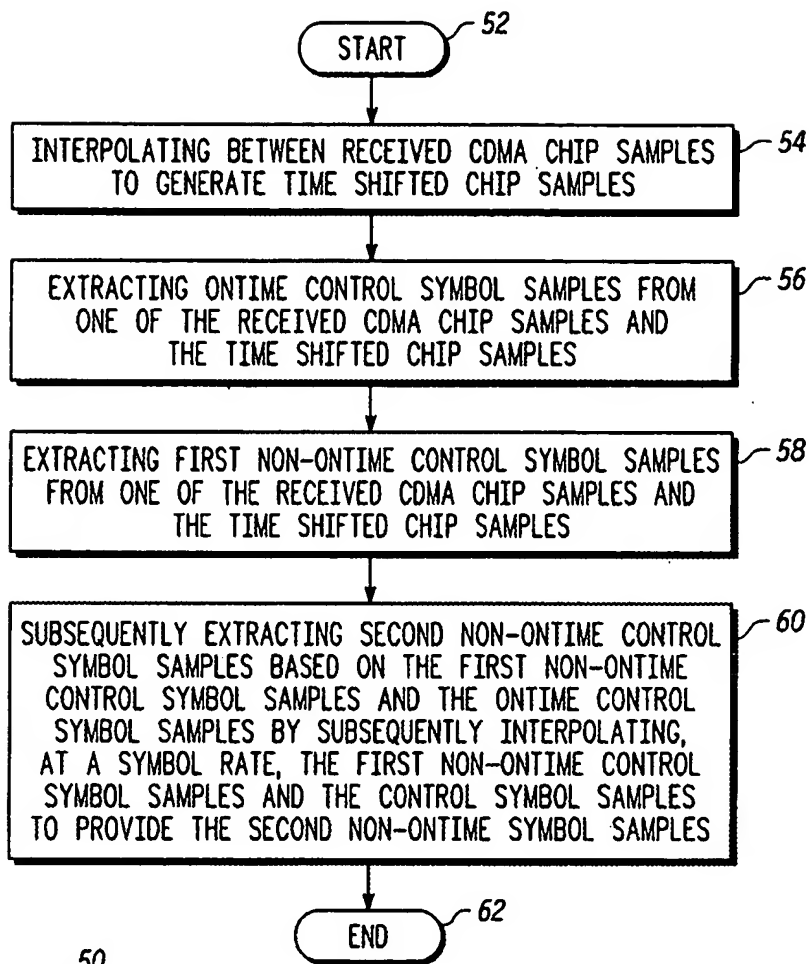 START
52
INTERPOLATING BETWEEN RECEIVED CDMA CHIP SAMPLES
TO GENERATE TIME SHIFTED CHIP SAMPLES
54
EXTRACTING ONTIME CONTROL SYMBOL SAMPLES FROM
ONE OF THE RECEIVED CDMA CHIP SAMPLES AND
THE TIME SHIFTED CHIP SAMPLES
56
EXTRACTING FIRST NON-ONTIME CONTROL SYMBOL SAMPLES
FROM ONE OF THE RECEIVED CDMA CHIP SAMPLES AND
THE TIME SHIFTED CHIP SAMPLES
58
SUBSEQUENTLY EXTRACTING SECOND NON-ONTIME CONTROL
SYMBOL SAMPLES BASED ON THE FIRST NON-ONTIME
CONTROL SYMBOL SAMPLES AND THE ONTIME CONTROL
SYMBOL SAMPLES BY SUBSEQUENTLY INTERPOLATING,
AT A SYMBOL RATE, THE FIRST NON-ONTIME CONTROL
SYMBOL SAMPLES AND THE CONTROL SYMBOL SAMPLES
TO PROVIDE THE SECOND NON-ONTIME SYMBOL SAMPLES
60
END
62
50